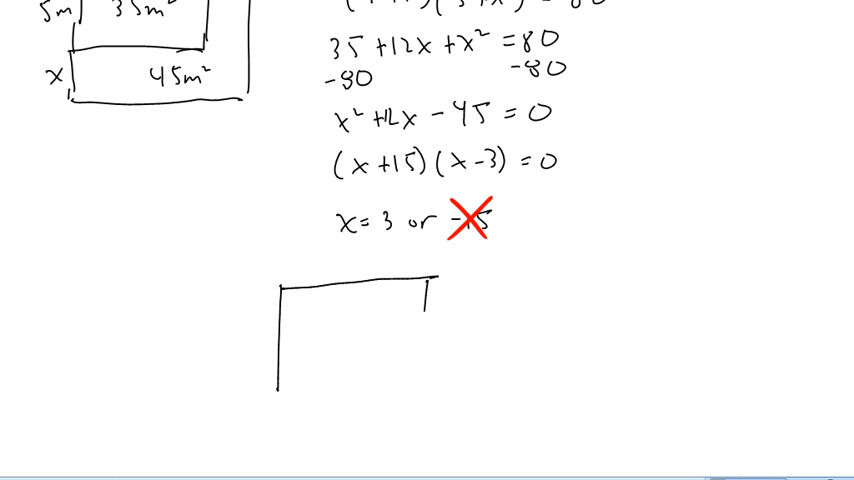 5m 35m²
35 + 12x + x² = 80
-80 -80
x 45m²
x² + 12x - 45 = 0
(x + 15)(x - 3) = 0
x = 3 or -15